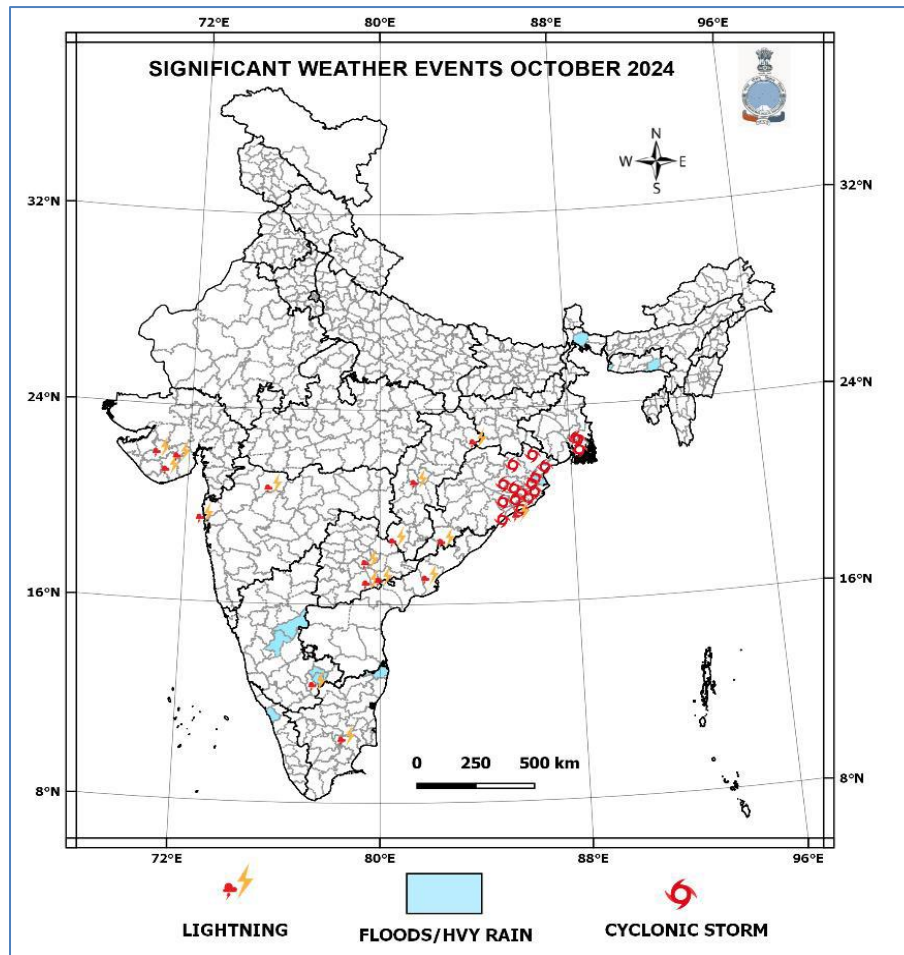 72°E 80°E 88°E 96°E
SIGNIFICANT WEATHER EVENTS OCTOBER 2024
N
W E
S
32°N 32°N
24°N 24°N
16°N 16°N
0 250 500 km
8°N 8°N
72°E 80°E 88°E 96°E
LIGHTNING FLOODS/HVY RAIN CYCLONIC STORM